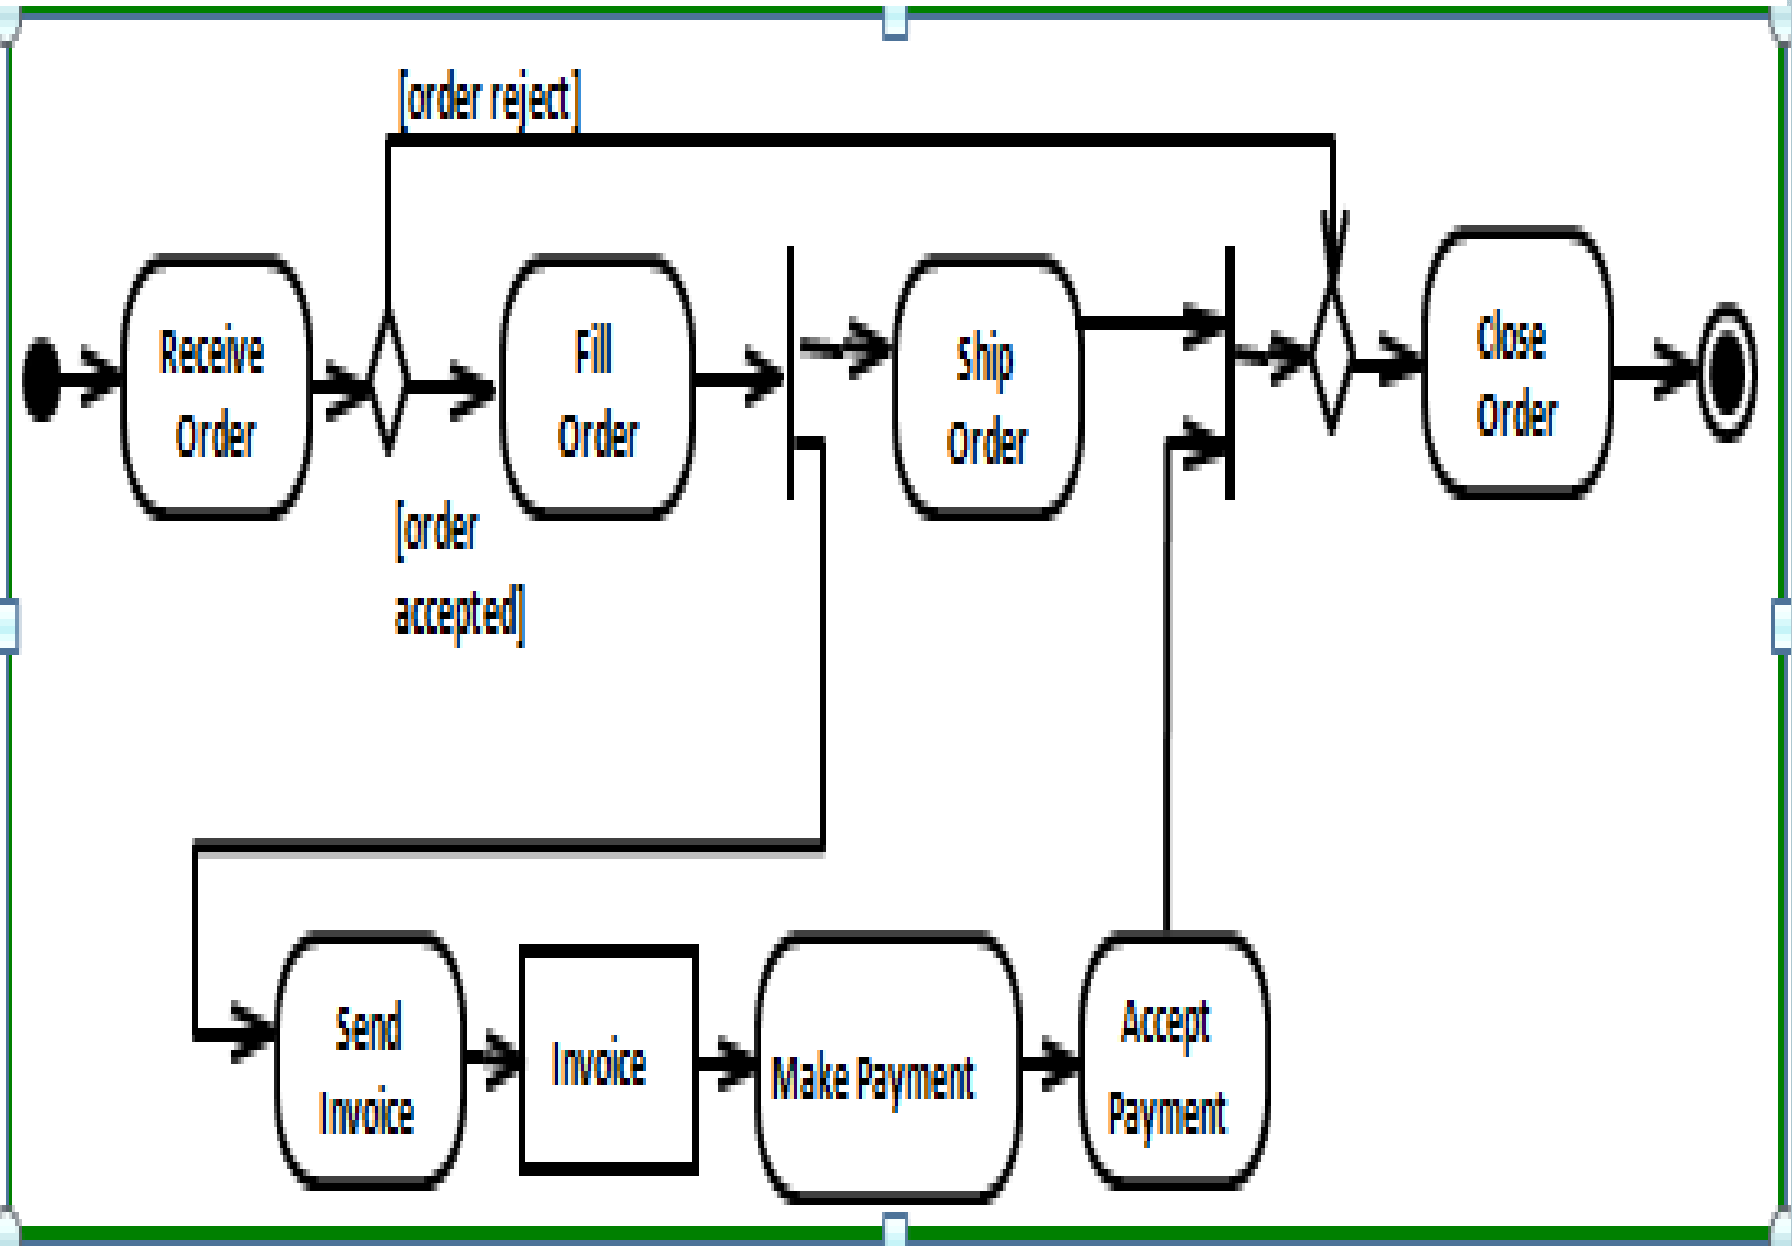 [order reject]
Receive
Order
Fill
Order
Ship
Order
Close
Order
[order
accepted]
Send
Invoice
Invoice
Make Payment
Accept
Payment